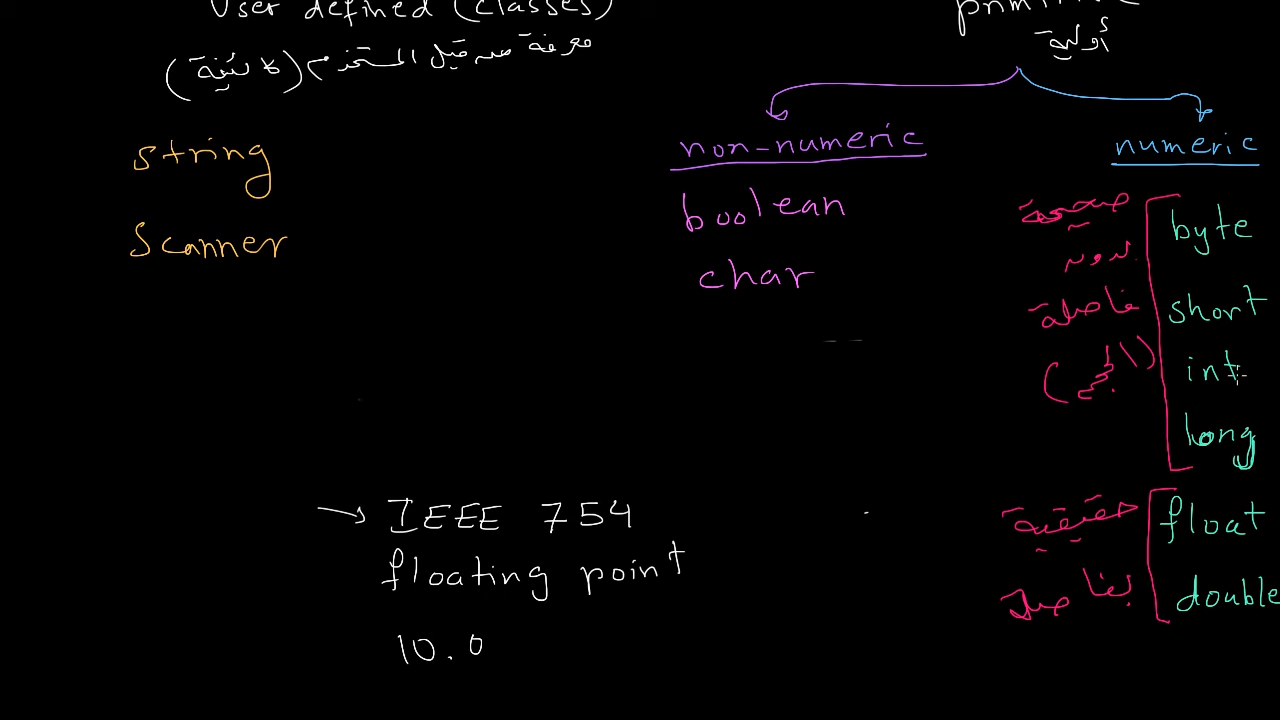 User defined (classes)
معرفة من قبل المستخدم (كائنية)
string
Scanner
primitive
أولية
non-numeric
boolean
char
numeric
byte
short
int
long
صحيحة
بدون
فاصلة
float
double
حقيقية
بفاصلة
→ IEEE 754
floating point
10.0